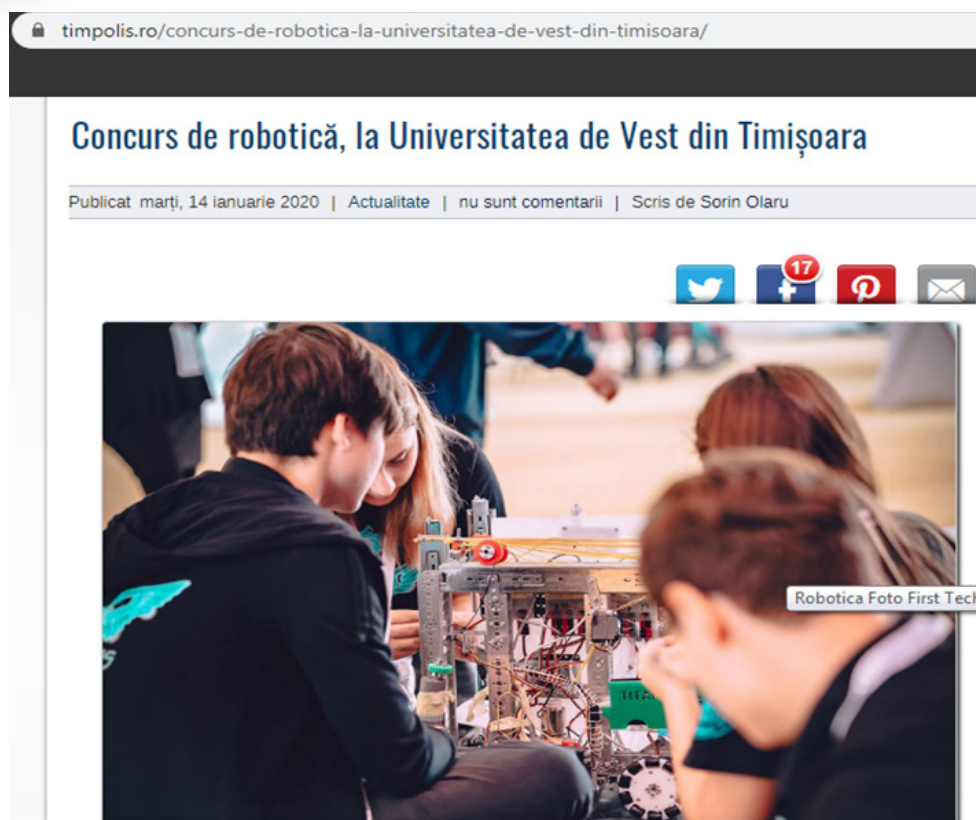 timpolis.ro/concurs-de-robotica-la-universitatea-de-vest-din-timisoara/
Concurs de robotică, la Universitatea de Vest din Timișoara
Publicat marți, 14 ianuarie 2020 | Actualitate | nu sunt comentarii | Scris de Sorin Olaru
17
Robotica Foto First Tech